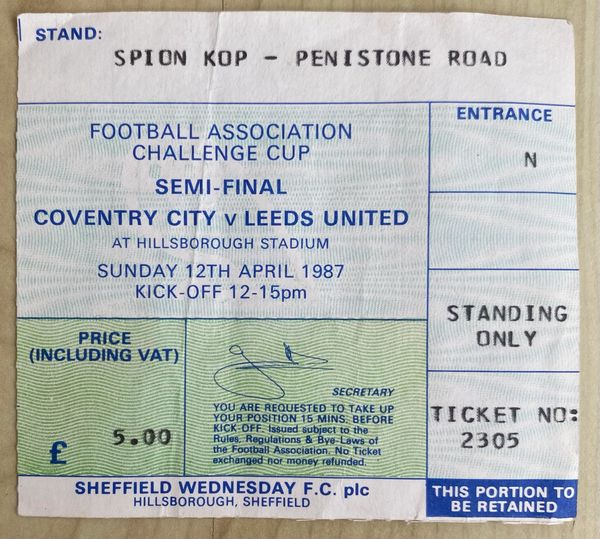 STAND:
SPION KOP - PENISTONE ROAD
FOOTBALL ASSOCIATION
CHALLENGE CUP
SEMI-FINAL
COVENTRY CITY v LEEDS UNITED
AT HILLSBOROUGH STADIUM
SUNDAY 12TH APRIL 1987
KICK-OFF 12-15pm
ENTRANCE
N
STANDING
ONLY
PRICE
(INCLUDING VAT)
£ 5.00
SECRETARY
YOU ARE REQUESTED TO TAKE UP
YOUR POSITION 15 MINS. BEFORE
KICK-OFF. Issued subject to the
Rules, Regulations & Bye-Laws of
the Football Association. No Ticket
exchanged nor money refunded.
TICKET NO:
2305
SHEFFIELD WEDNESDAY F.C. plc
HILLSBOROUGH, SHEFFIELD
THIS PORTION TO
BE RETAINED